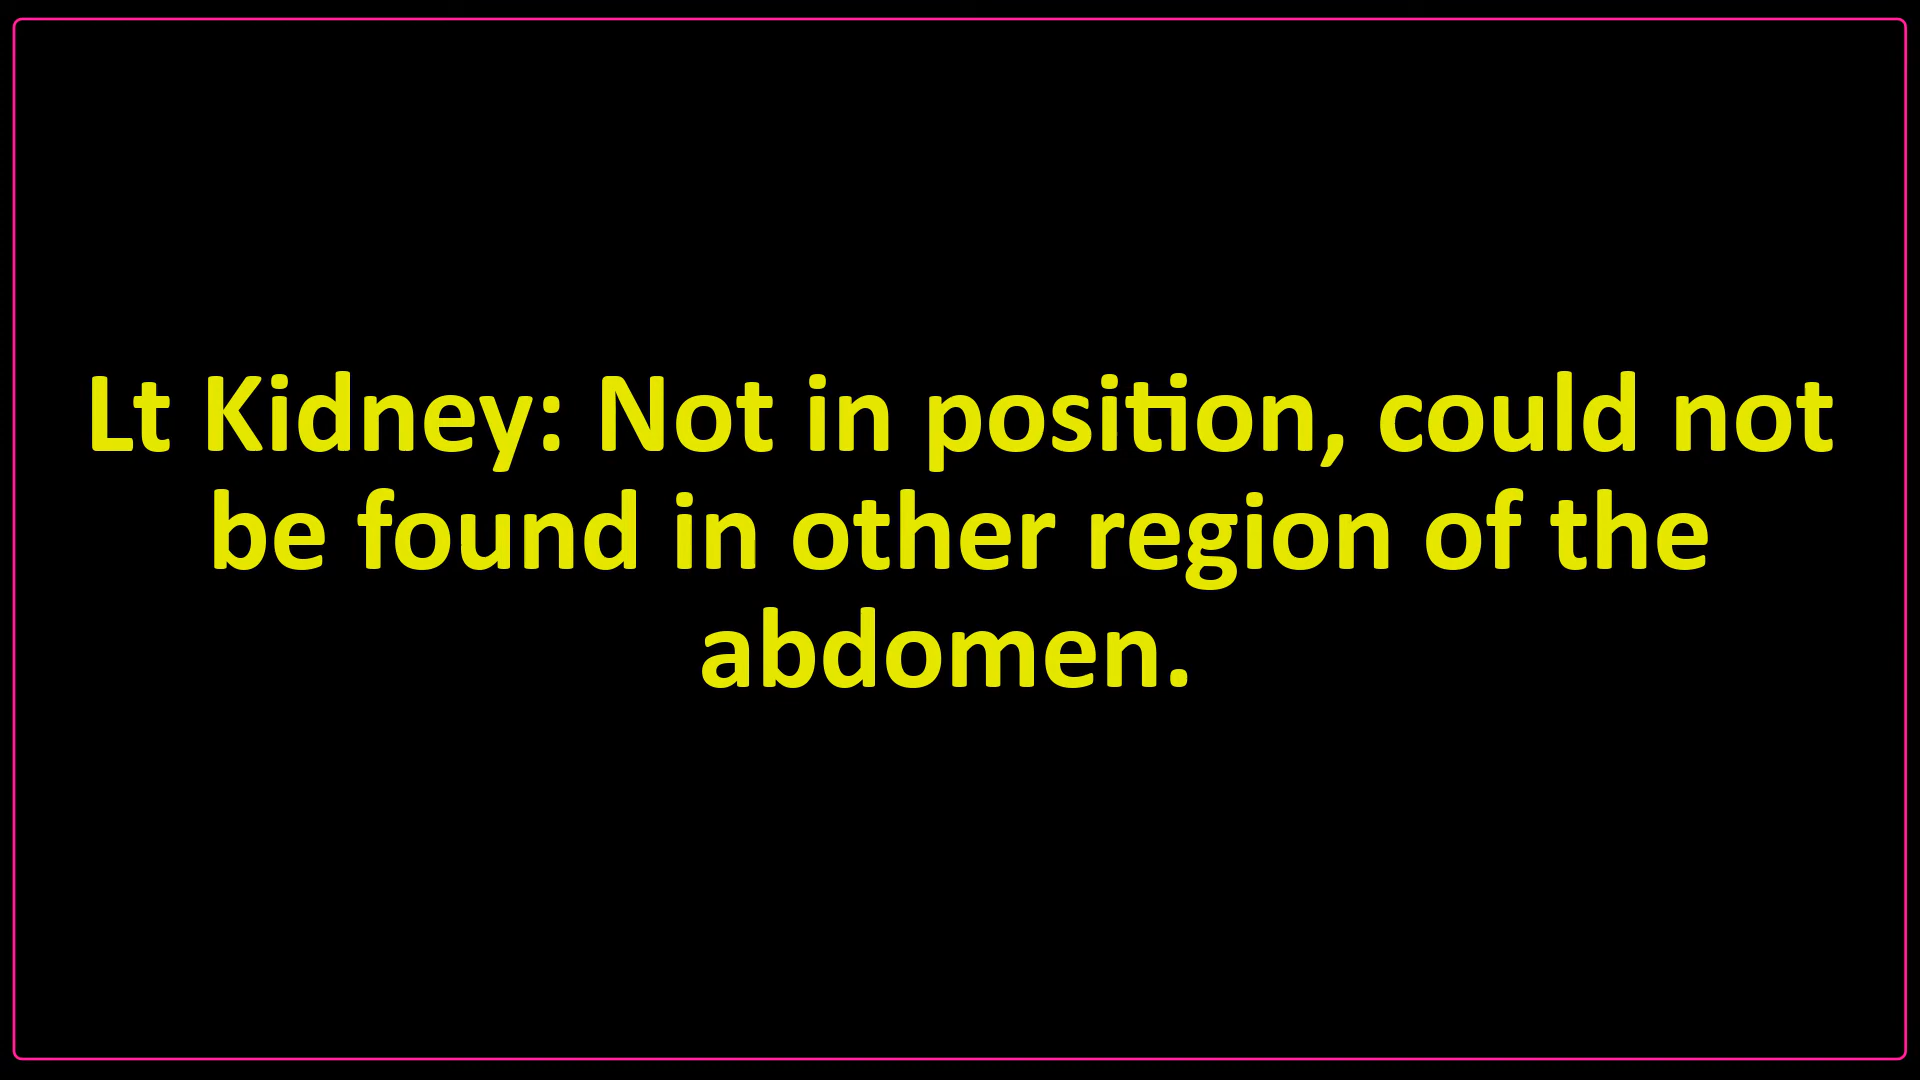 Lt Kidney: Not in position, could not
be found in other region of the
abdomen.